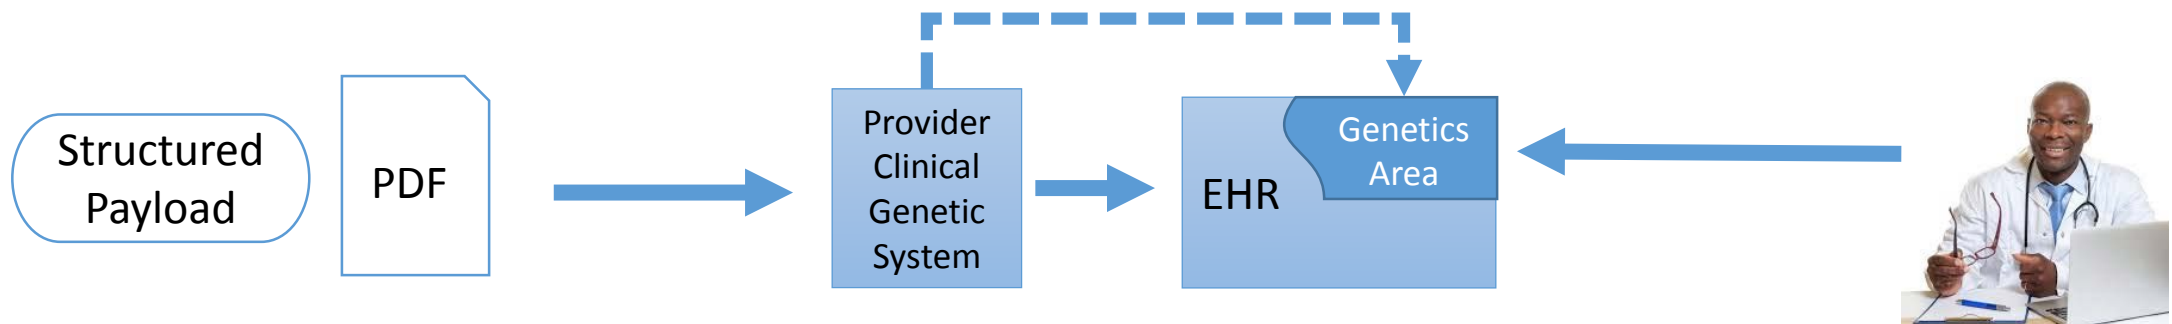 Structured
Payload
PDF
Provider
Clinical
Genetic
System
EHR
Genetics
Area